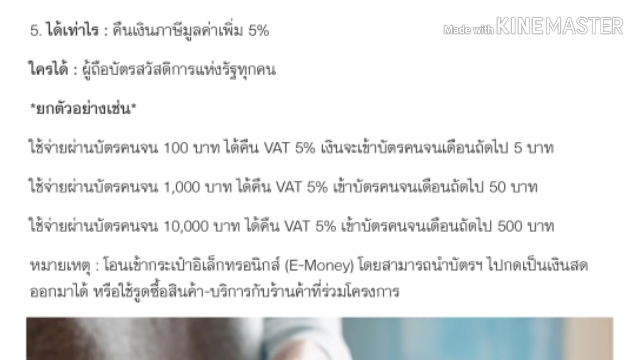 5. ได้เท่าไร : คืนเงินภาษีมูลค่าเพิ่ม 5%
Made with KINEMASTER
ใครได้ : ผู้ถือบัตรสวัสดิการแห่งรัฐทุกคน
*ยกตัวอย่างเช่น*
ใช้จ่ายผ่านบัตรคนจน 100 บาท ได้คืน VAT 5% เงินจะเข้าบัตรคนจนเดือนถัดไป 5 บาท
ใช้จ่ายผ่านบัตรคนจน 1,000 บาท ได้คืน VAT 5% เข้าบัตรคนจนเดือนถัดไป 50 บาท
ใช้จ่ายผ่านบัตรคนจน 10,000 บาท ได้คืน VAT 5% เข้าบัตรคนจนเดือนถัดไป 500 บาท
หมายเหตุ : โอนเข้ากระเป๋าอิเล็กทรอนิกส์ (E-Money) โดยสามารถนำบัตรฯ ไปกดเป็นเงินสด
ออกมาได้ หรือใช้รูดซื้อสินค้า-บริการกับร้านค้าที่ร่วมโครงการ